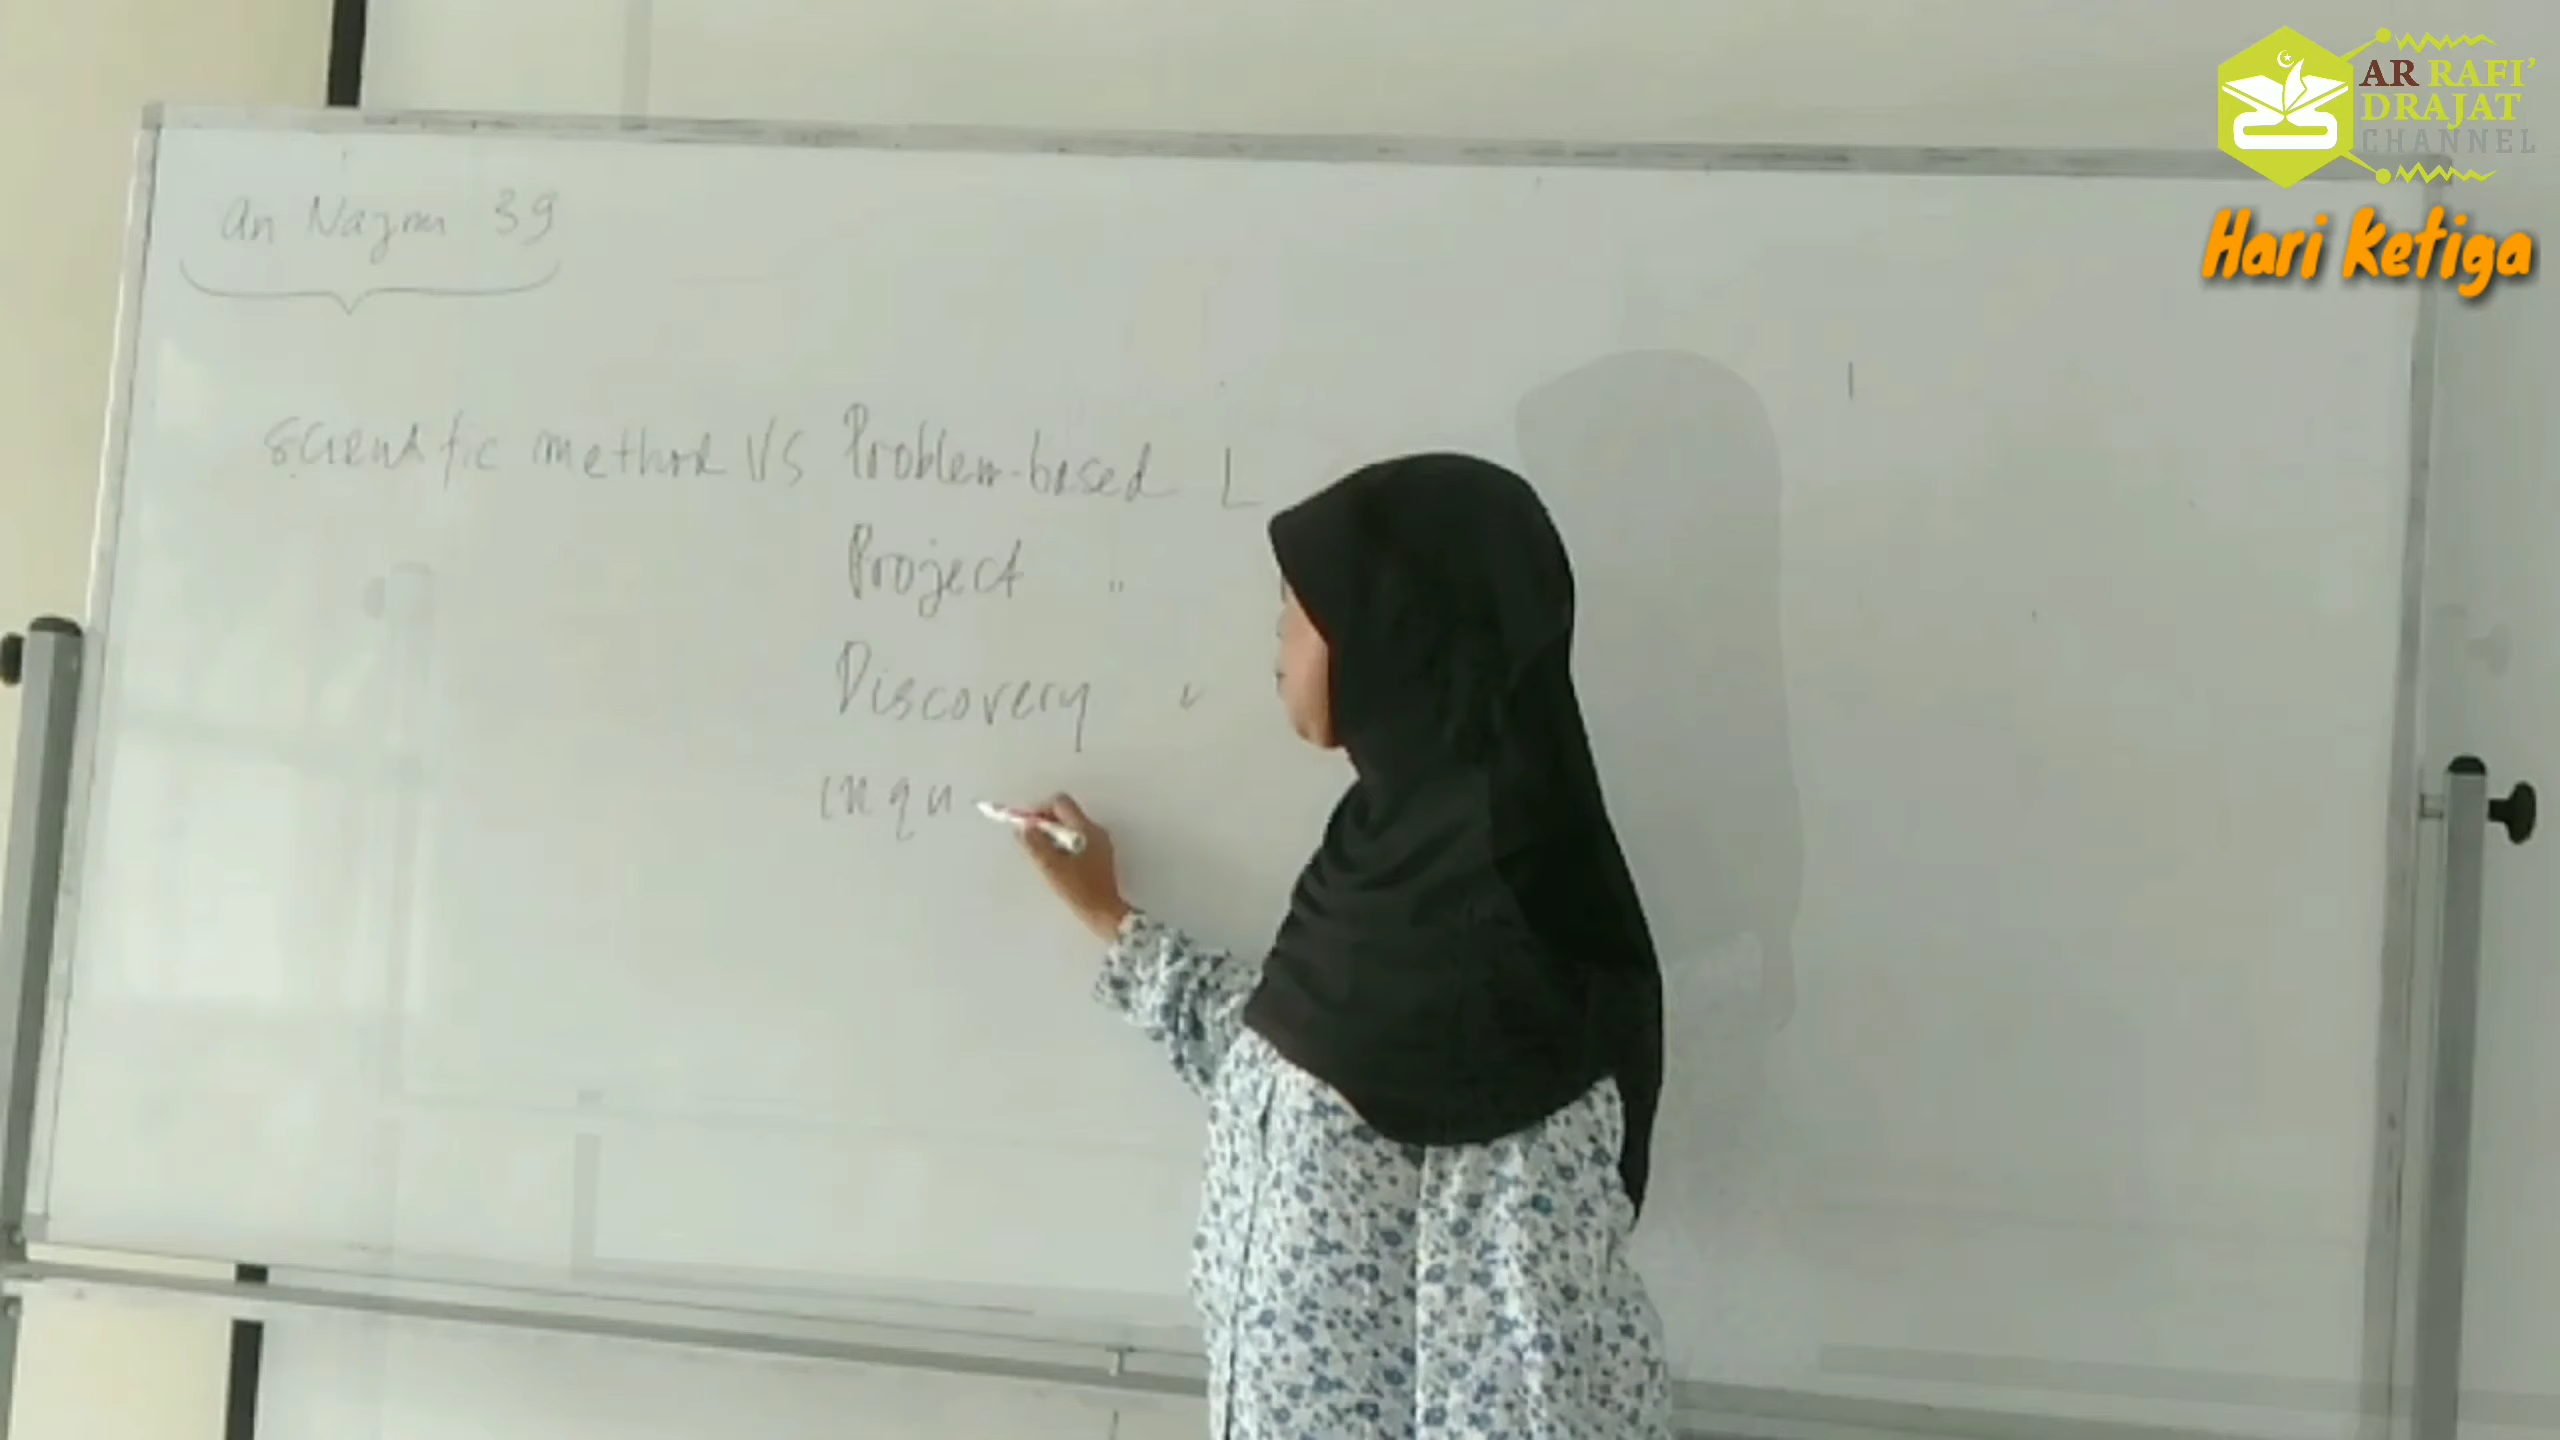 AR RAFI'
DRAJAT
CHANNEL
Hari Ketiga
An Najm 39
Scientific method VS Problem-based L
Project "
Discovery "
inqu